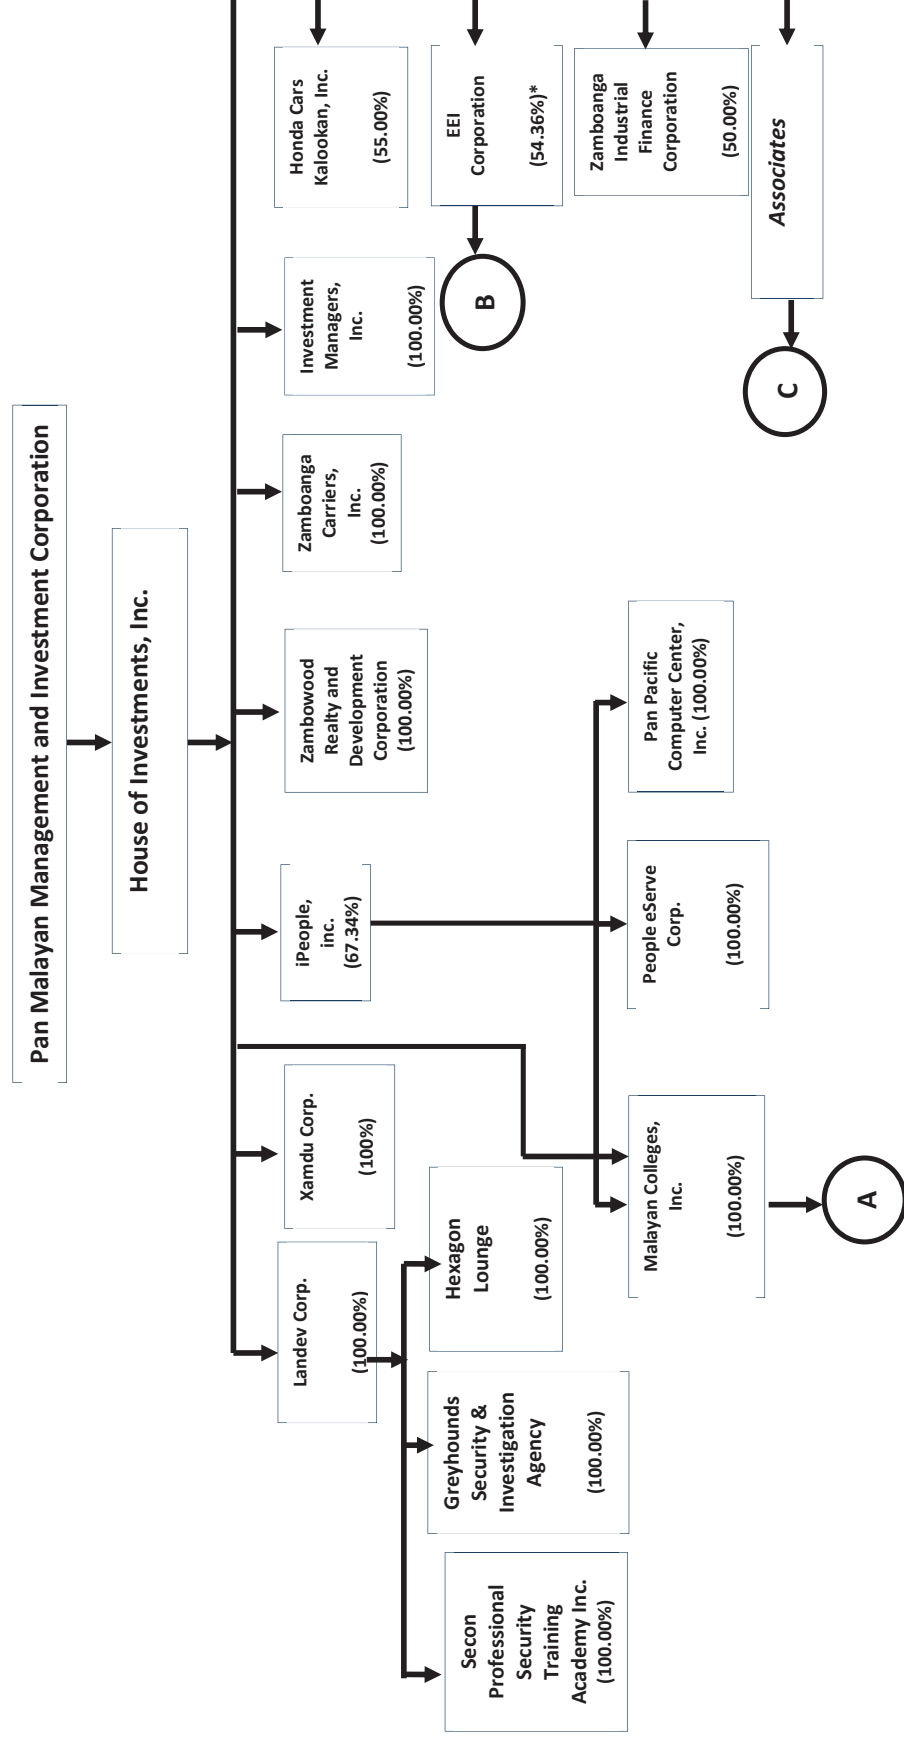 Pan Malayan Management and Investment Corporation
House of Investments, Inc.
Landev Corp.
(100.00%)
Xamdu Corp.
(100%)
iPeople,
inc.
(67.34%)
Zambowood
Realty and
Development
Corporation
(100.00%)
Zamboanga
Carriers,
Inc.
(100.00%)
Investment
Managers,
Inc.
(100.00%)
Honda Cars
Kalookan, Inc.
(55.00%)
Secon
Professional
Security
Training
Academy Inc.
(100.00%)
Greyhounds
Security &
Investigation
Agency
(100.00%)
Hexagon
Lounge
(100.00%)
EEI
Corporation
(54.36%)*
B
Malayan Colleges,
Inc.
(100.00%)
People eServe
Corp.
(100.00%)
Pan Pacific
Computer Center,
Inc. (100.00%)
Zamboanga
Industrial
Finance
Corporation
(50.00%)
Associates
A
C